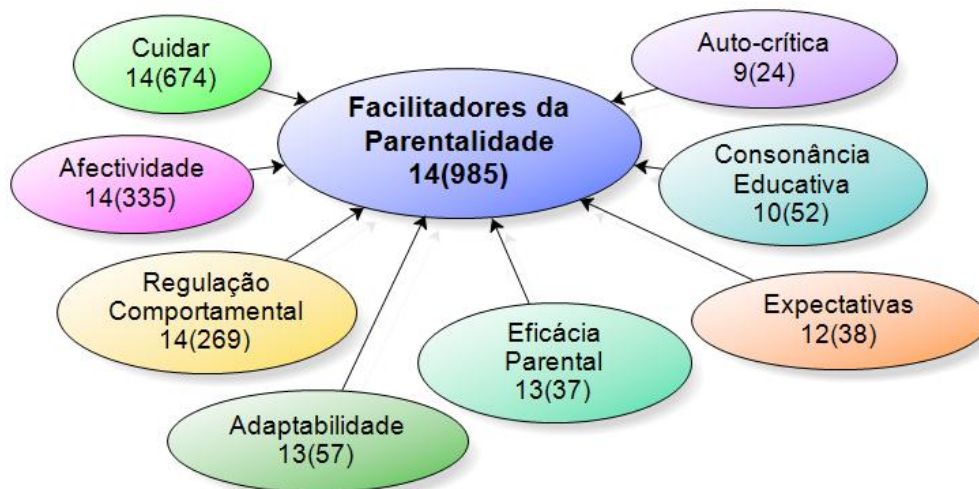 Cuidar
14(674)
Auto-crítica
9(24)
Facilitadores da
Parentalidade
14(985)
Afectividade
14(335)
Consonância
Educativa
10(52)
Regulação
Comportamental
14(269)
Expectativas
12(38)
Eficácia
Parental
13(37)
Adaptabilidade
13(57)